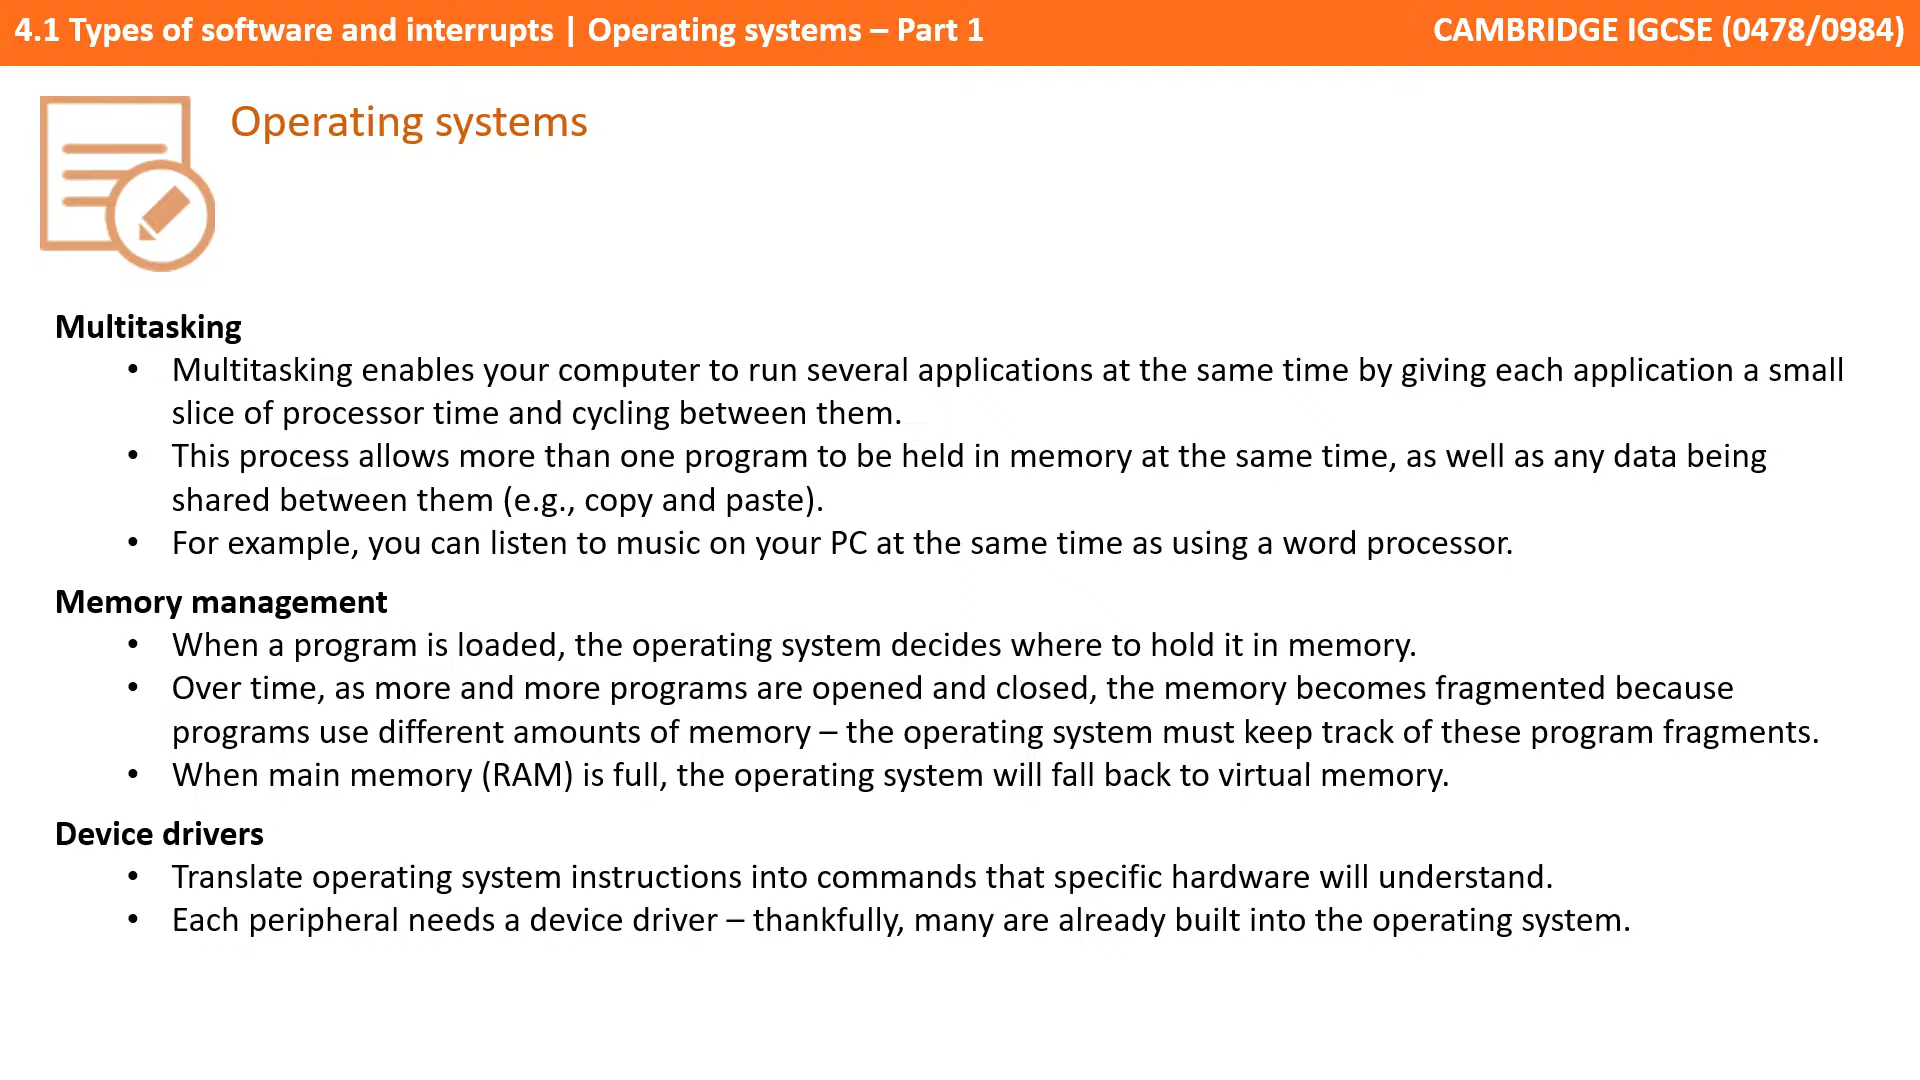 4.1 Types of software and interrupts | Operating systems – Part 1
CAMBRIDGE IGCSE (0478/0984)
Operating systems
Multitasking
• Multitasking enables your computer to run several applications at the same time by giving each application a small
slice of processor time and cycling between them.
• This process allows more than one program to be held in memory at the same time, as well as any data being
shared between them (e.g., copy and paste).
• For example, you can listen to music on your PC at the same time as using a word processor.
Memory management
• When a program is loaded, the operating system decides where to hold it in memory.
• Over time, as more and more programs are opened and closed, the memory becomes fragmented because
programs use different amounts of memory – the operating system must keep track of these program fragments.
• When main memory (RAM) is full, the operating system will fall back to virtual memory.
Device drivers
• Translate operating system instructions into commands that specific hardware will understand.
• Each peripheral needs a device driver – thankfully, many are already built into the operating system.